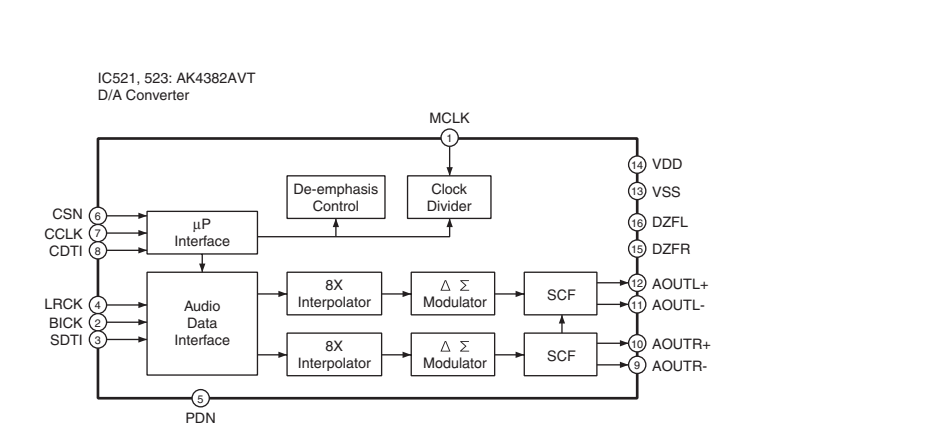 IC521, 523: AK4382AVT
D/A Converter
MCLK
1
14 VDD
De-emphasis
Control
Clock
Divider
13 VSS
CSN 6
16 DZFL
CCLK 7
μP
Interface
CDTI 8
15 DZFR
12 AOUTL+
8X
Interpolator
Δ Σ
Modulator
SCF
11 AOUTL-
LRCK 4
Audio
Data
Interface
BICK 2
SDTI 3
10 AOUTR+
8X
Interpolator
Δ Σ
Modulator
SCF
9 AOUTR-
5
PDN